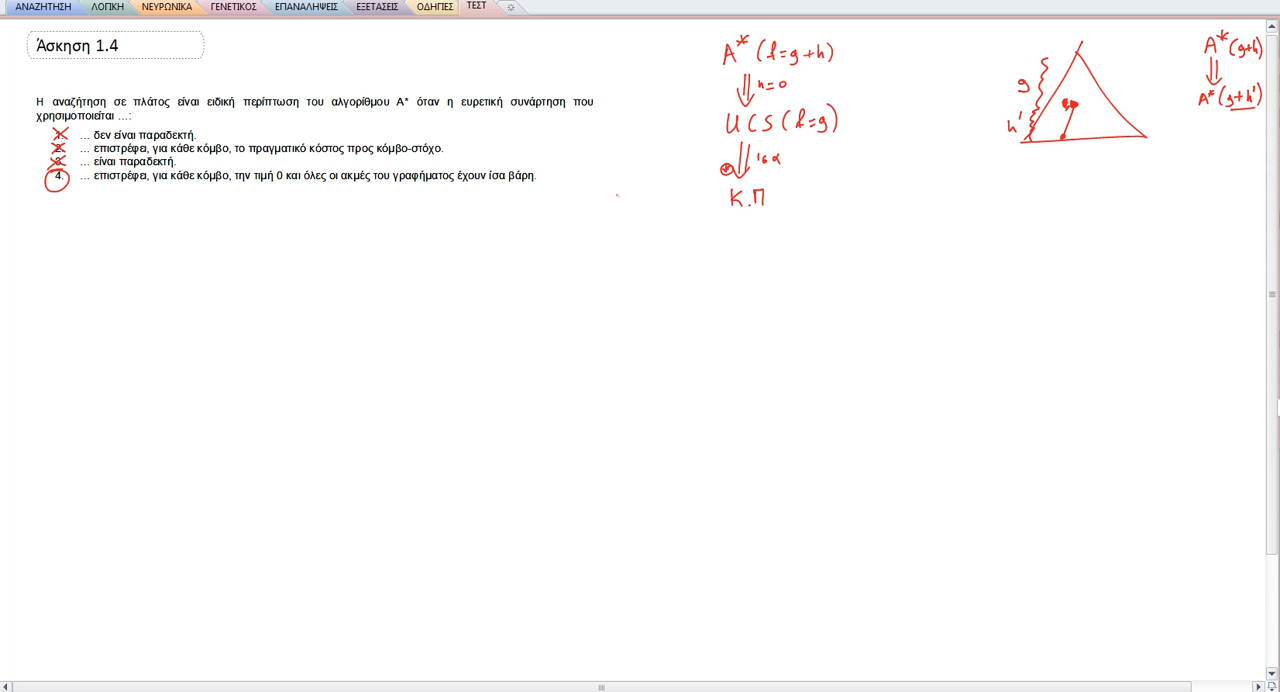 ΑΝΑΖΗΤΗΣΗ ΛΟΓΙΚΗ ΝΕΥΡΩΝΙΚΑ ΓΕΝΕΤΙΚΟΣ ΕΠΑΝΑΛΗΨΕΙΣ ΕΞΕΤΑΣΕΙΣ ΟΔΗΓΙΕΣ ΤΕΣΤ
Άσκηση 1.4
Η αναζήτηση σε πλάτος είναι ειδική περίπτωση του αλγορίθμου Α* όταν η ευρετική συνάρτηση που
χρησιμοποιείται ...:
1. ... δεν είναι παραδεκτή.
2. ... επιστρέφει, για κάθε κόμβο, το πραγματικό κόστος προς κόμβο-στόχο.
3. ... είναι παραδεκτή.
4. ... επιστρέφει, για κάθε κόμβο, την τιμή 0 και όλες οι ακμές του γραφήματος έχουν ίσα βάρη.
A* (f=g+h)
h=0
UCS (f=g)
ισα
Κ.Π
g
h'
A* (g+h)
A* (g+h')